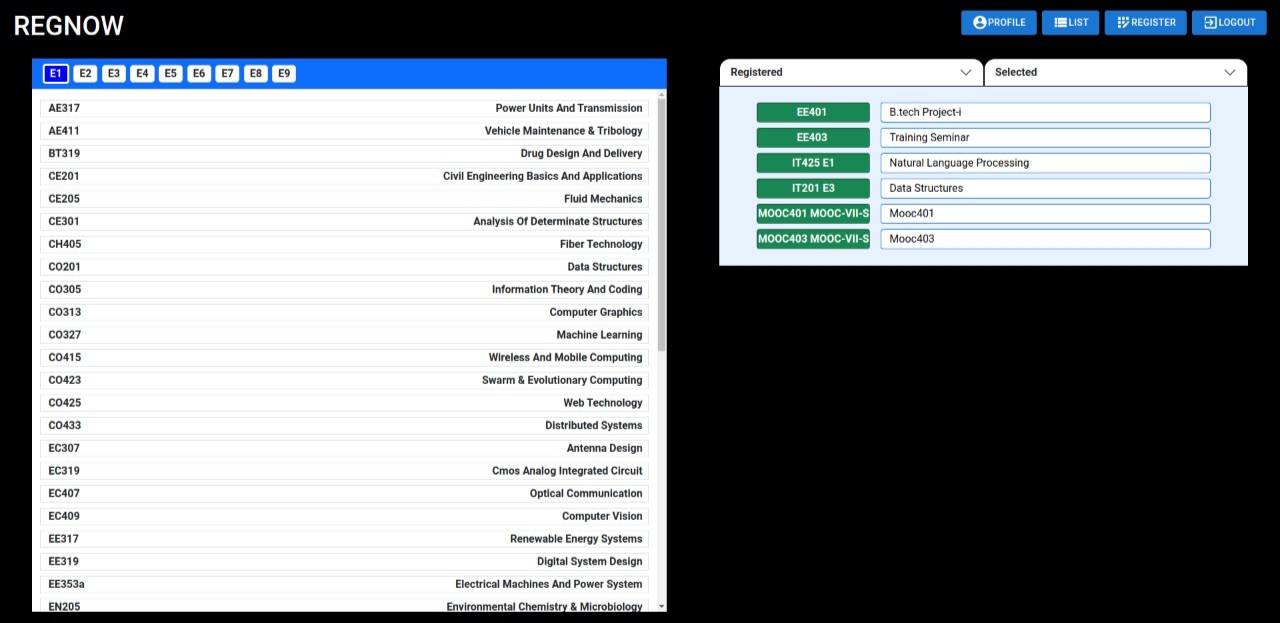 REGNOW
PROFILE LIST REGISTER LOGOUT
E1 E2 E3 E4 E5 E6 E7 E8 E9
AE317 Power Units And Transmission
AE411 Vehicle Maintenance & Tribology
BT319 Drug Design And Delivery
CE201 Civil Engineering Basics And Applications
CE205 Fluid Mechanics
CE301 Analysis Of Determinate Structures
CH405 Fiber Technology
CO201 Data Structures
CO305 Information Theory And Coding
CO313 Computer Graphics
CO327 Machine Learning
CO415 Wireless And Mobile Computing
CO423 Swarm & Evolutionary Computing
CO425 Web Technology
CO433 Distributed Systems
EC307 Antenna Design
EC319 Cmos Analog Integrated Circuit
EC407 Optical Communication
EC409 Computer Vision
EE317 Renewable Energy Systems
EE319 Digital System Design
EE353a Electrical Machines And Power System
EN205 Environmental Chemistry & Microbiology
Registered Selected
EE401 B.tech Project-i
EE403 Training Seminar
IT425 E1 Natural Language Processing
IT201 E3 Data Structures
MOOC401 MOOC-VII-S Mooc401
MOOC403 MOOC-VII-S Mooc403